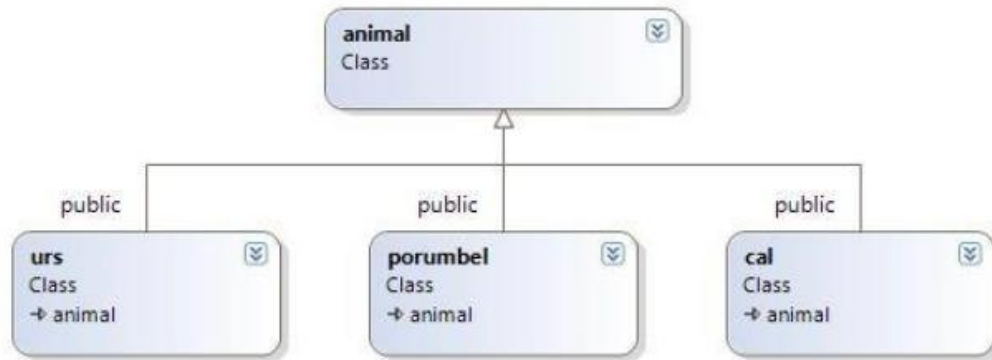 animal
Class
public
public
public
urs
Class
animal
porumbel
Class
animal
cal
Class
animal